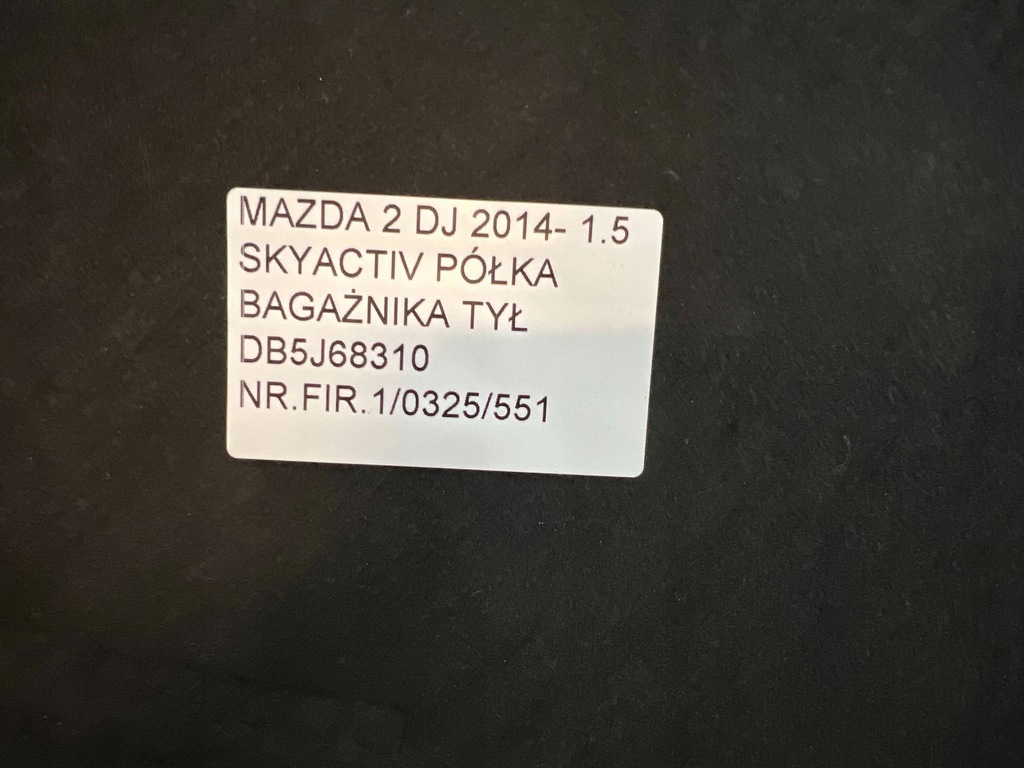 MAZDA 2 DJ 2014- 1.5
SKYACTIV PÓŁKA
BAGAŻNIKA TYŁ
DB5J68310
NR.FIR.1/0325/551